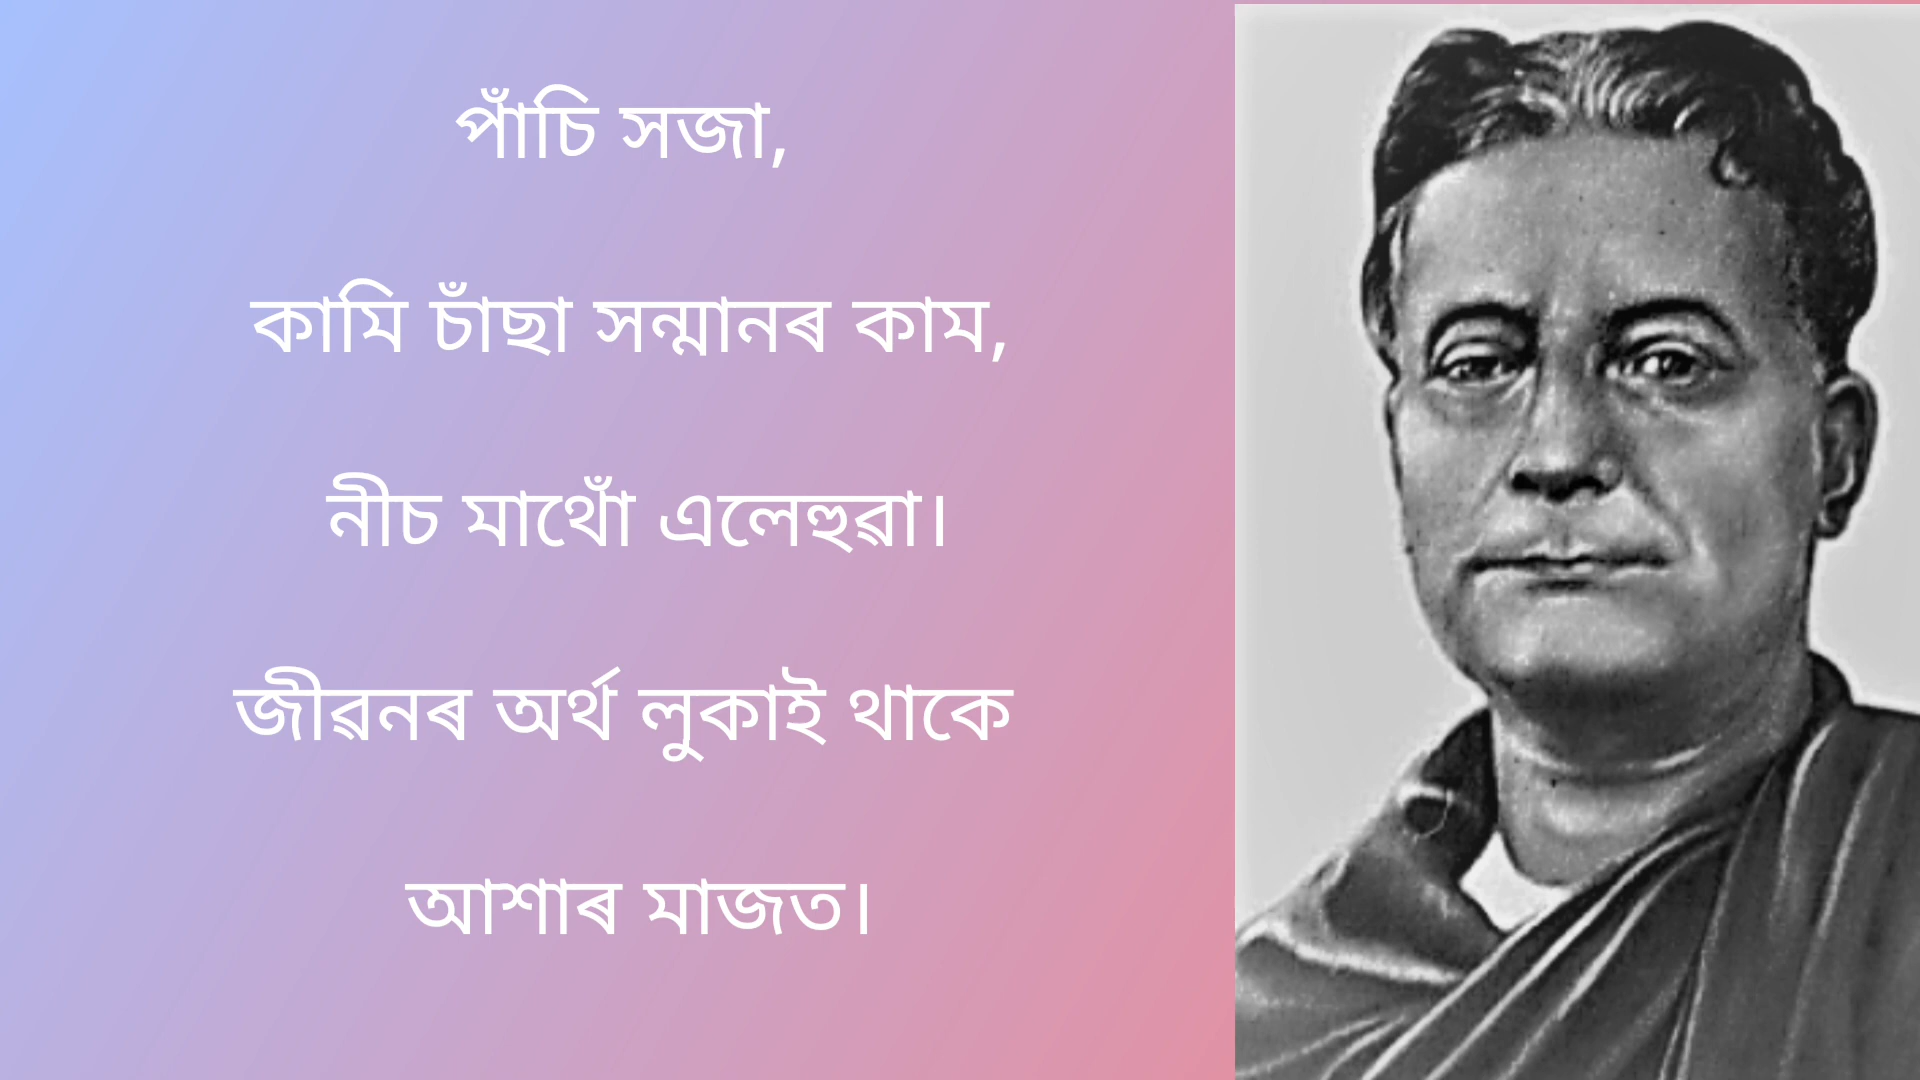 পাঁচি সজা,
কামি চাঁছা সন্মানৰ কাম,
নীচ মাথোঁ এলেহুৱা।
জীৱনৰ অৰ্থ লুকাই থাকে
আশাৰ মাজত।